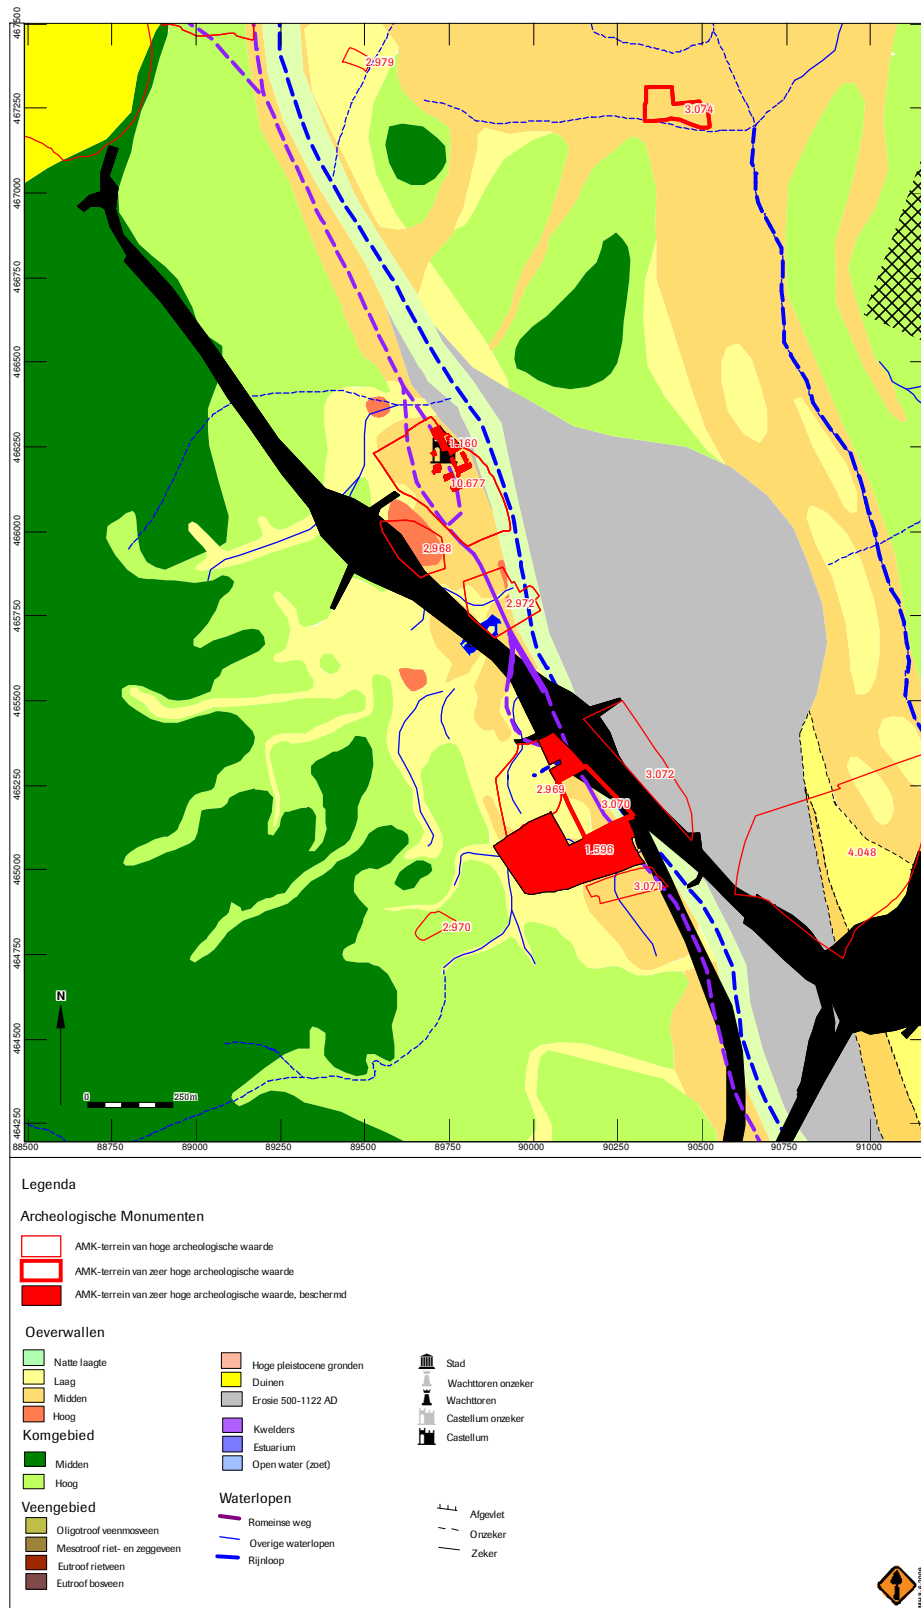 467500
467250
467000
466750
466500
466250
466000
465750
465500
465250
465000
464750
464500
464250
2.979
3.074
1.160
10.677
2.968
2.972
3.072
2.969
3.070
1.596
4.048
3.071
2.970
N
0 250m
88500 88750 89000 89250 89500 89750 90000 90250 90500 90750 91000
Legenda
Archeologische Monumenten
AMK-terrein van hoge archeologische waarde
AMK-terrein van zeer hoge archeologische waarde
AMK-terrein van zeer hoge archeologische waarde, beschermd
Oeverwallen
Natte laagte
Laag
Midden
Hoog
Komgebied
Midden
Hoog
Veengebied
Oligotroof veenmosveen
Mesotroof riet- en zeggeveen
Eutroof rietveen
Eutroof bosveen
Hoge pleistocene gronden
Duinen
Erosie 500-1122 AD
Kwelders
Estuarium
Open water (zoet)
Waterlopen
Romeinse weg
Overige waterlopen
Rijnloop
Stad
Wachttoren onzeker
Wachttoren
Castellum onzeker
Castellum
Afgevlet
Onzeker
Zeker